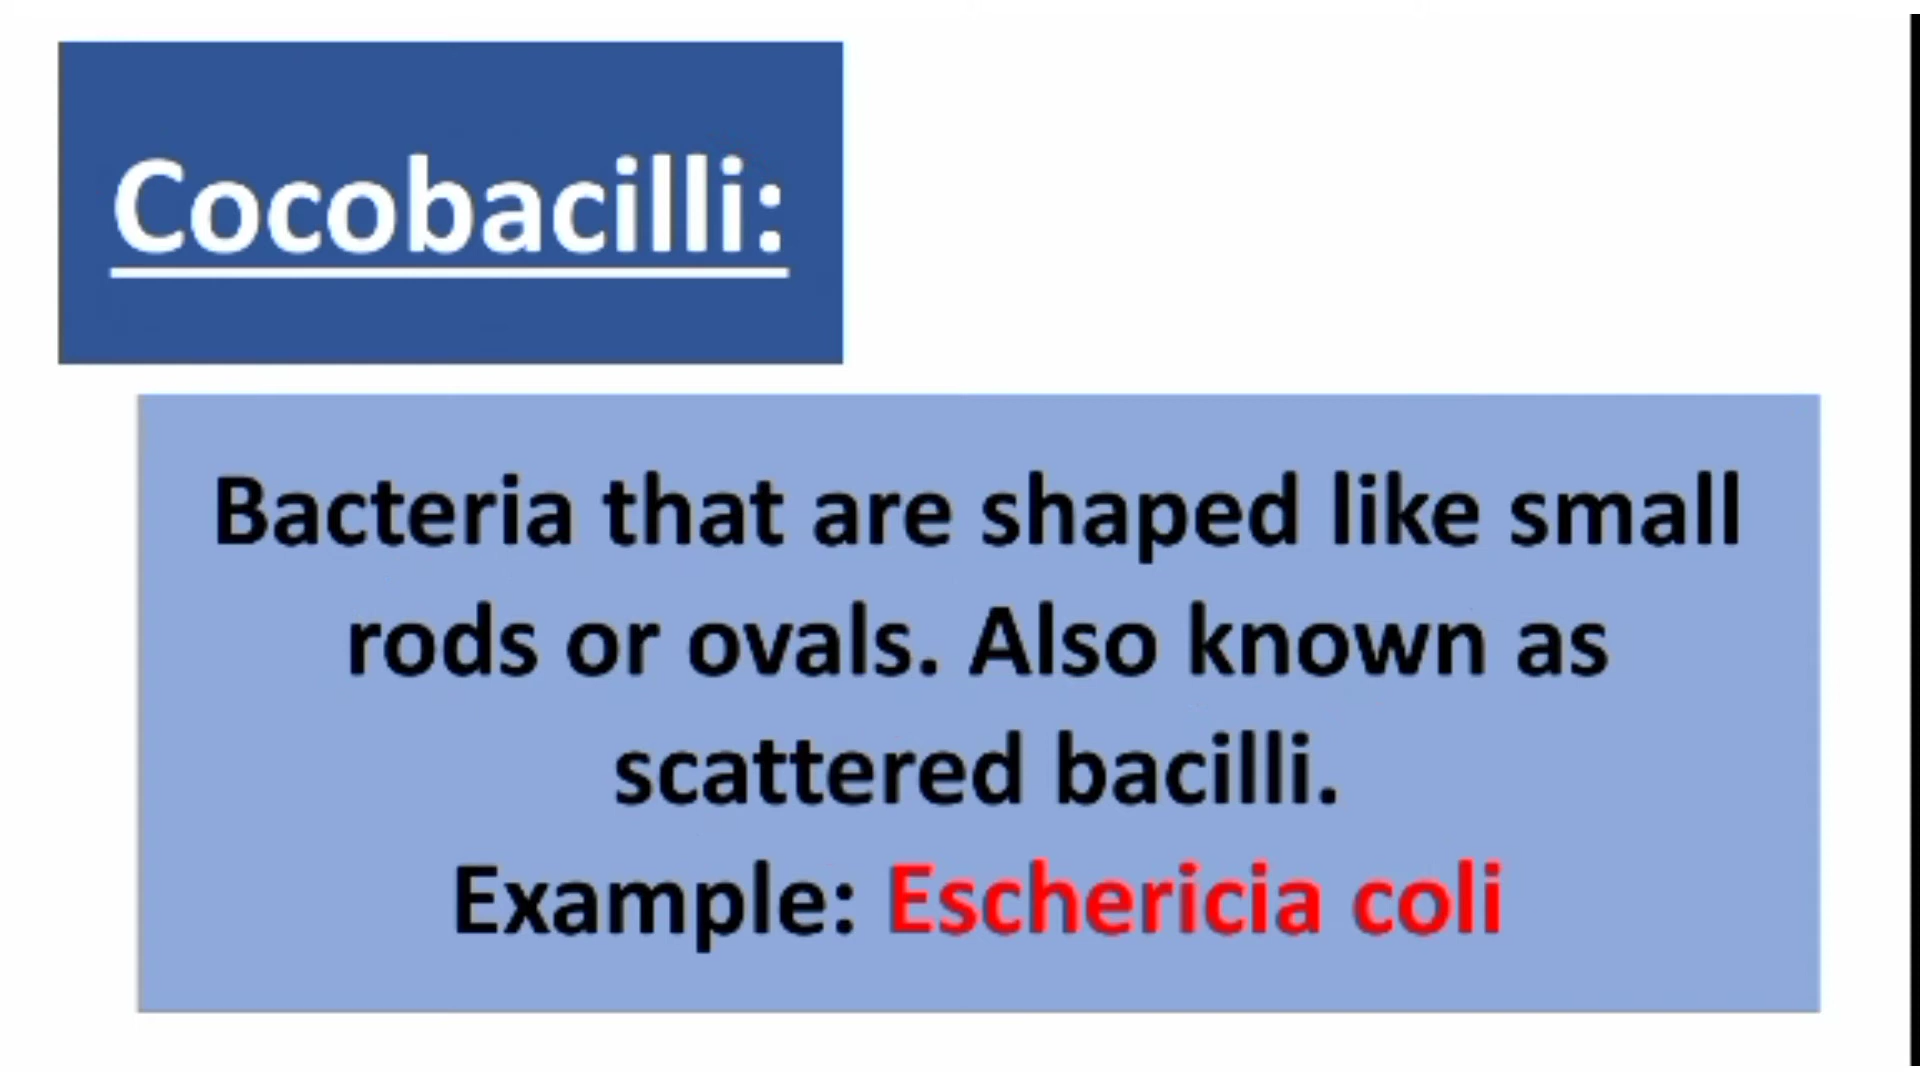 Cocobacilli:
Bacteria that are shaped like small
rods or ovals. Also known as
scattered bacilli.
Example: Eschericia coli